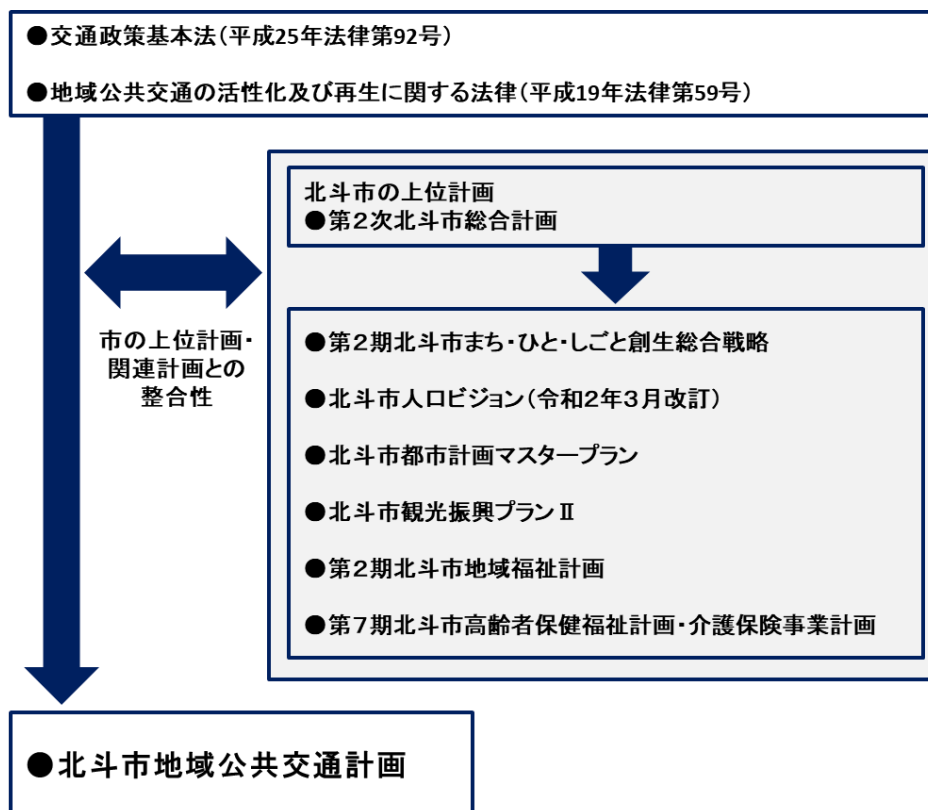 ●交通政策基本法（平成25年法律第92号）
●地域公共交通の活性化及び再生に関する法律（平成19年法律第59号）
北斗市の上位計画
●第２次北斗市総合計画
市の上位計画・
関連計画との
整合性
●第２期北斗市まち・ひと・しごと創生総合戦略
●北斗市人口ビジョン（令和２年３月改訂）
●北斗市都市計画マスタープラン
●北斗市観光振興プランⅡ
●第２期北斗市地域福祉計画
●第７期北斗市高齢者保健福祉計画・介護保険事業計画
●北斗市地域公共交通計画